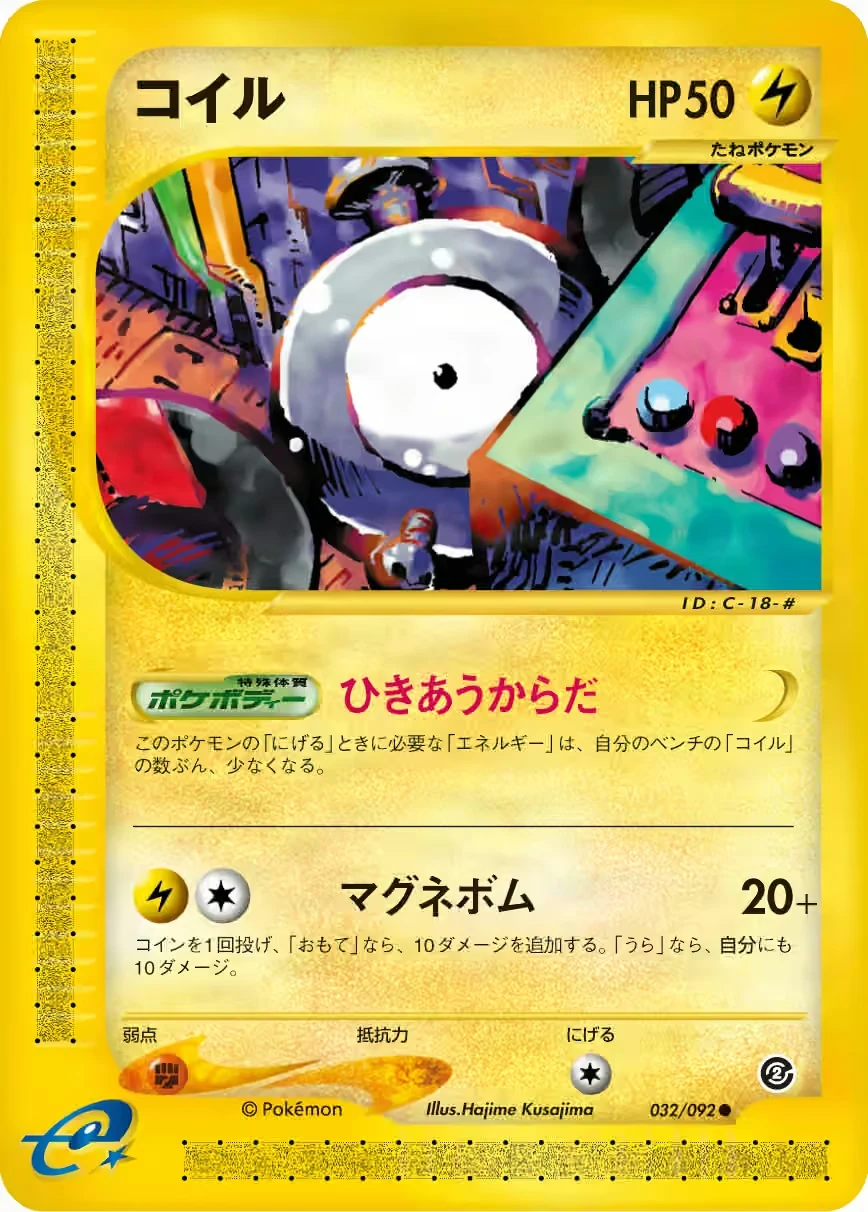 コイル
HP50
たねポケモン
ID:C-18-#
特殊体質
ポケボディー
ひきあうからだ
このポケモンの「にげる」ときに必要な「エネルギー」は、自分のベンチの「コイル」
の数ぶん、少なくなる。
マグネボム 20+
コインを1回投げ、「おもて」なら、10ダメージを追加する。「うら」なら、自分にも
10ダメージ。
弱点 抵抗力 にげる
2
© Pokémon Illus.Hajime Kusajima 032/092●
e